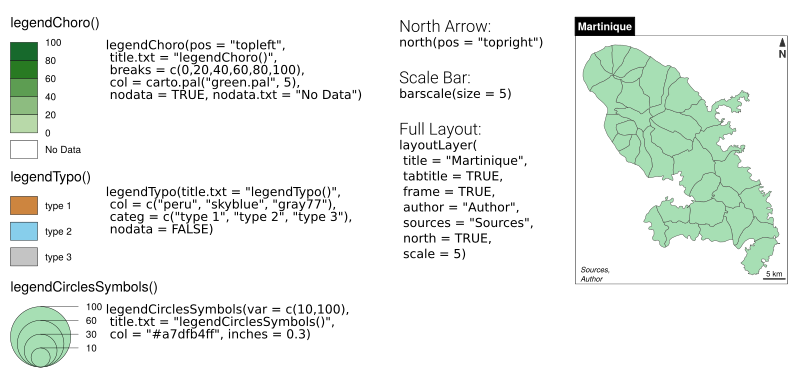 legendChoro()
100
80
60
40
20
0
No Data
legendChoro(pos = "topleft",
title.txt = "legendChoro()",
breaks = c(0,20,40,60,80,100),
col = carto.pal("green.pal", 5),
nodata = TRUE, nodata.txt = "No Data")
legendTypo()
type 1
type 2
type 3
legendTypo(title.txt = "legendTypo()",
col = c("peru", "skyblue", "gray77"),
categ = c("type 1", "type 2", "type 3"),
nodata = FALSE)
legendCirclesSymbols()
100
60
30
10
legendCirclesSymbols(var = c(10,100),
title.txt = "legendCirclesSymbols()",
col = "#a7dfb4ff", inches = 0.3)
North Arrow:
north(pos = "topright")
Scale Bar:
barscale(size = 5)
Full Layout:
layoutLayer(
title = "Martinique",
tabtitle = TRUE,
frame = TRUE,
author = "Author",
sources = "Sources",
north = TRUE,
scale = 5)
Martinique
N
Sources,
Author
5 km